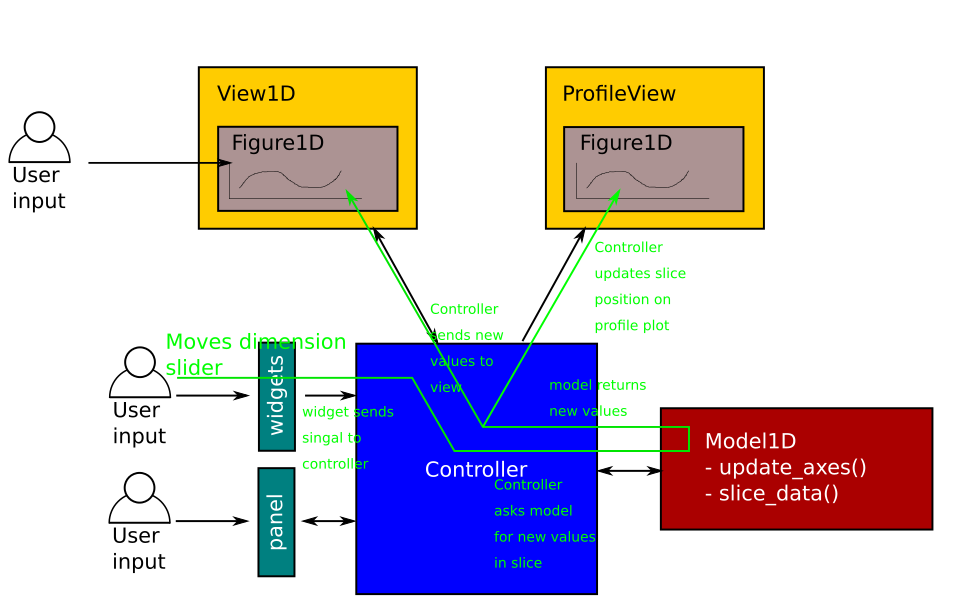 View1D
ProfileView
Figure1D
Figure1D
User
input
Controller
updates slice
position on
profile plot
Controller
sends new
values to
view
Moves dimension
slider
widgets
User
input
widget sends
singal to
controller
model returns
new values
Model1D
- update_axes()
- slice_data()
Controller
Controller
asks model
for new values
in slice
panel
User
input